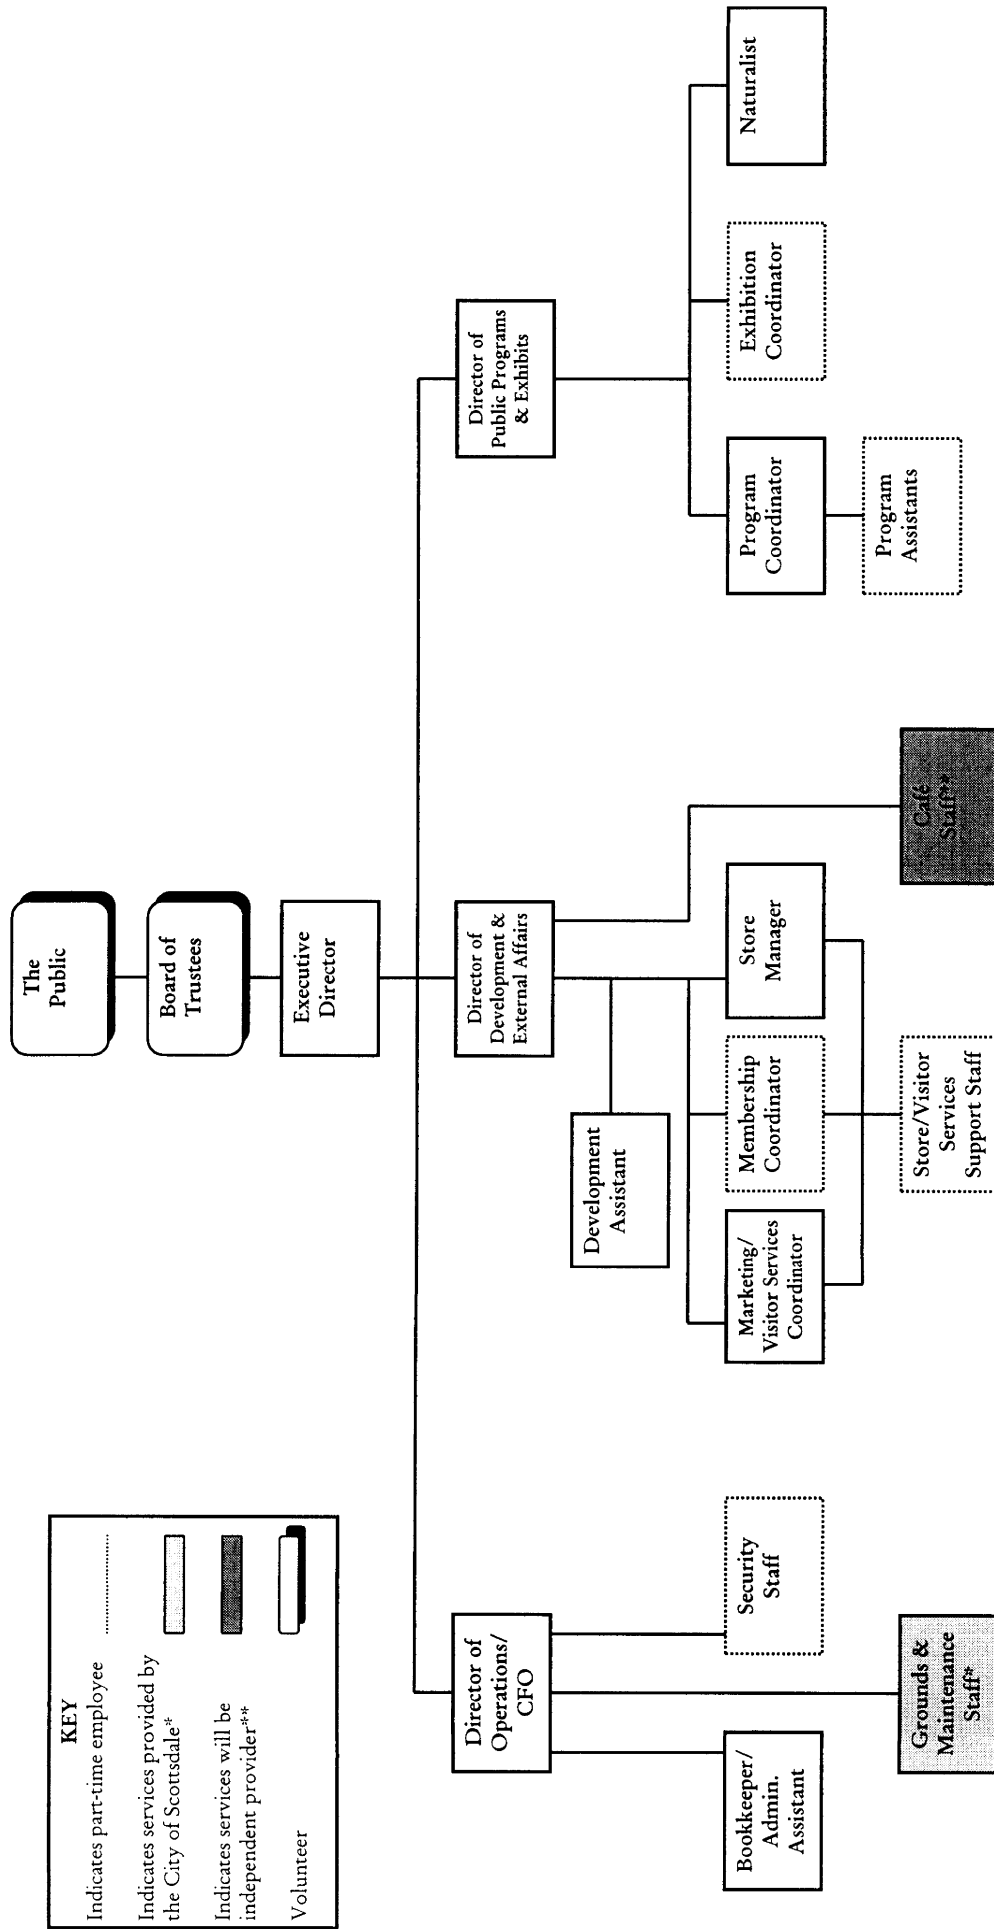 KEY
Indicates part-time employee
Indicates services provided by
the City of Scottsdale*
Indicates services will be
independent provider**
Volunteer
The
Public
Board of
Trustees
Executive
Director
Director of
Operations/
CFO
Director of
Development &
External Affairs
Director of
Public Programs
& Exhibits
Development
Assistant
Bookkeeper/
Admin.
Assistant
Security
Staff
Marketing/
Visitor Services
Coordinator
Membership
Coordinator
Store
Manager
Program
Coordinator
Exhibition
Coordinator
Naturalist
Program
Assistants
Grounds &
Maintenance
Staff*
Store/Visitor
Services
Support Staff
Café
Staff**